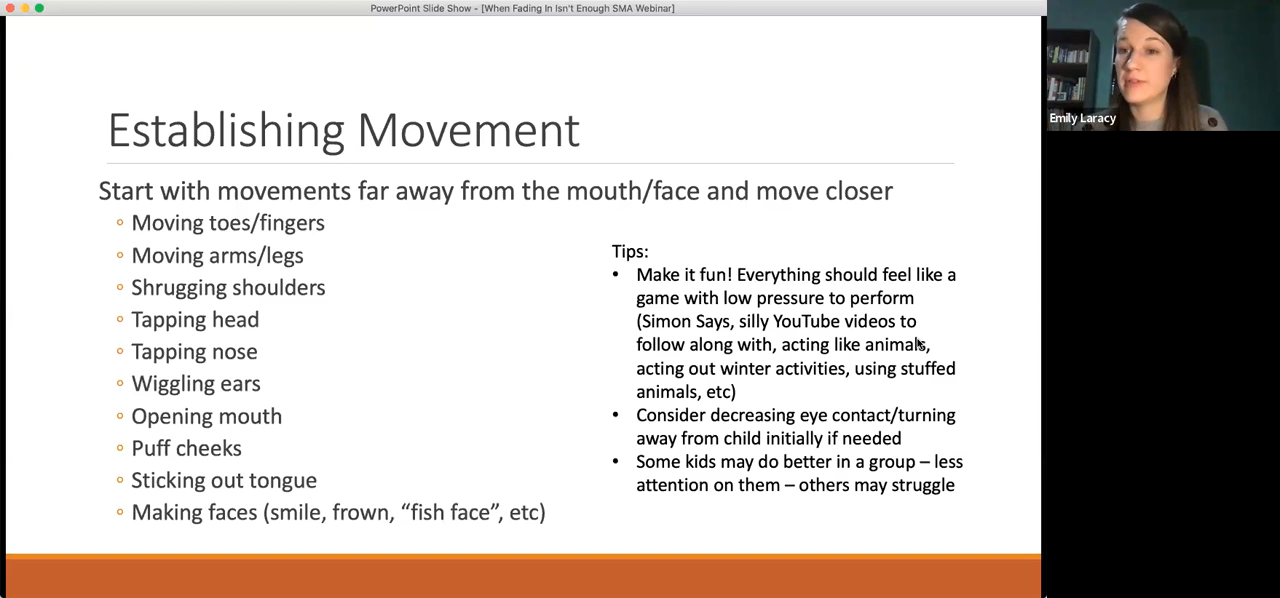 PowerPoint Slide Show - [When Fading In Isn't Enough SMA Webinar]
Emily Laracy
Establishing Movement
Start with movements far away from the mouth/face and move closer
◦ Moving toes/fingers
◦ Moving arms/legs
◦ Shrugging shoulders
◦ Tapping head
◦ Tapping nose
◦ Wiggling ears
◦ Opening mouth
◦ Puff cheeks
◦ Sticking out tongue
◦ Making faces (smile, frown, “fish face”, etc)
Tips:
• Make it fun! Everything should feel like a
game with low pressure to perform
(Simon Says, silly YouTube videos to
follow along with, acting like animals,
acting out winter activities, using stuffed
animals, etc)
• Consider decreasing eye contact/turning
away from child initially if needed
• Some kids may do better in a group – less
attention on them – others may struggle